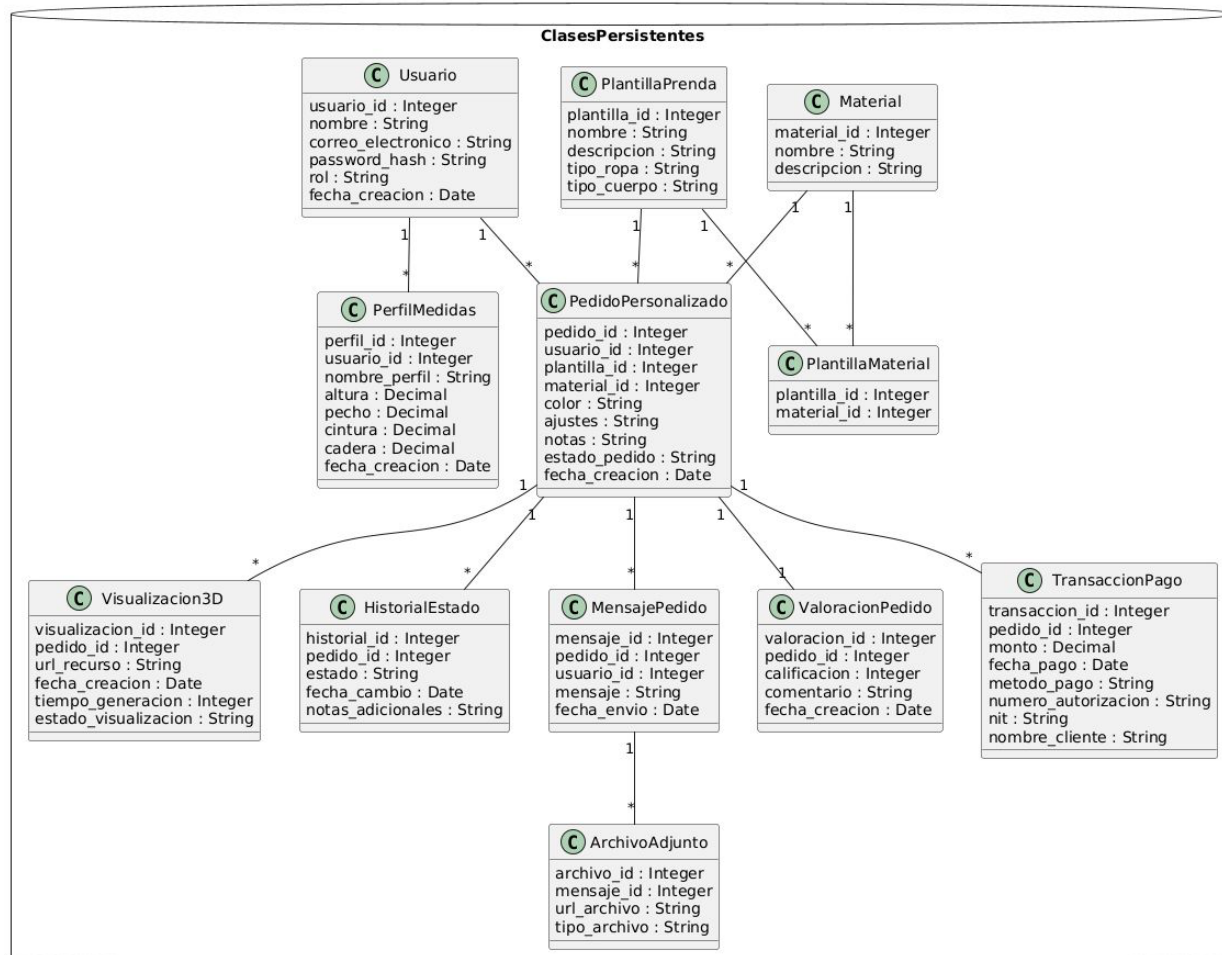 ClasesPersistentes
C Usuario
usuario_id : Integer
nombre : String
correo_electronico : String
password_hash : String
rol : String
fecha_creacion : Date
C PlantillaPrenda
plantilla_id : Integer
nombre : String
descripcion : String
tipo_ropa : String
tipo_cuerpo : String
C Material
material_id : Integer
nombre : String
descripcion : String
1
1
1
1
1
1
*
*
*
*
*
*
C PerfilMedidas
perfil_id : Integer
usuario_id : Integer
nombre_perfil : String
altura : Decimal
pecho : Decimal
cintura : Decimal
cadera : Decimal
fecha_creacion : Date
C PedidoPersonalizado
pedido_id : Integer
usuario_id : Integer
plantilla_id : Integer
material_id : Integer
color : String
ajustes : String
notas : String
estado_pedido : String
fecha_creacion : Date
C PlantillaMaterial
plantilla_id : Integer
material_id : Integer
1
1
1
1
1
*
*
*
1
*
C Visualizacion3D
visualizacion_id : Integer
pedido_id : Integer
url_recurso : String
fecha_creacion : Date
tiempo_generacion : Integer
estado_visualizacion : String
C HistorialEstado
historial_id : Integer
pedido_id : Integer
estado : String
fecha_cambio : Date
notas_adicionales : String
C MensajePedido
mensaje_id : Integer
pedido_id : Integer
usuario_id : Integer
mensaje : String
fecha_envio : Date
C ValoracionPedido
valoracion_id : Integer
pedido_id : Integer
calificacion : Integer
comentario : String
fecha_creacion : Date
C TransaccionPago
transaccion_id : Integer
pedido_id : Integer
monto : Decimal
fecha_pago : Date
metodo_pago : String
numero_autorizacion : String
nit : String
nombre_cliente : String
1
*
C ArchivoAdjunto
archivo_id : Integer
mensaje_id : Integer
url_archivo : String
tipo_archivo : String